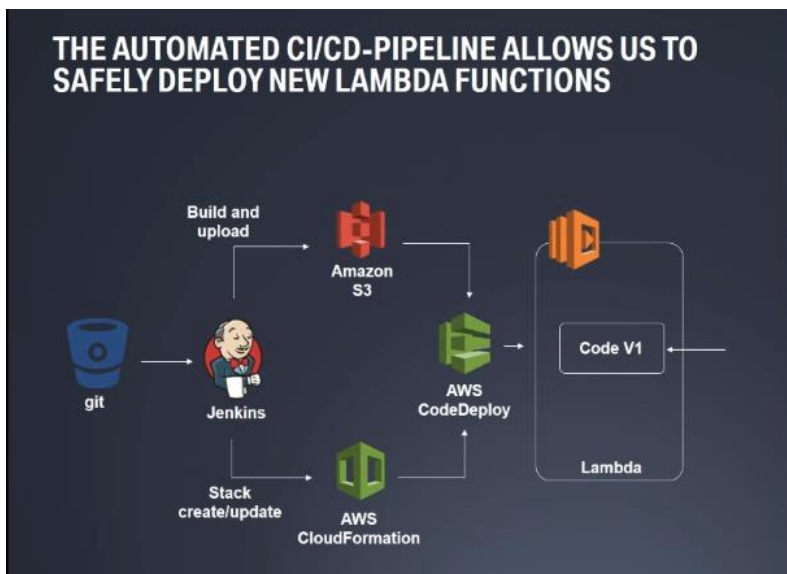 THE AUTOMATED CI/CD-PIPELINE ALLOWS US TO
SAFELY DEPLOY NEW LAMBDA FUNCTIONS
Build and
upload
Amazon
S3
git
Jenkins
AWS
CodeDeploy
Code V1
Lambda
Stack
create/update
AWS
CloudFormation